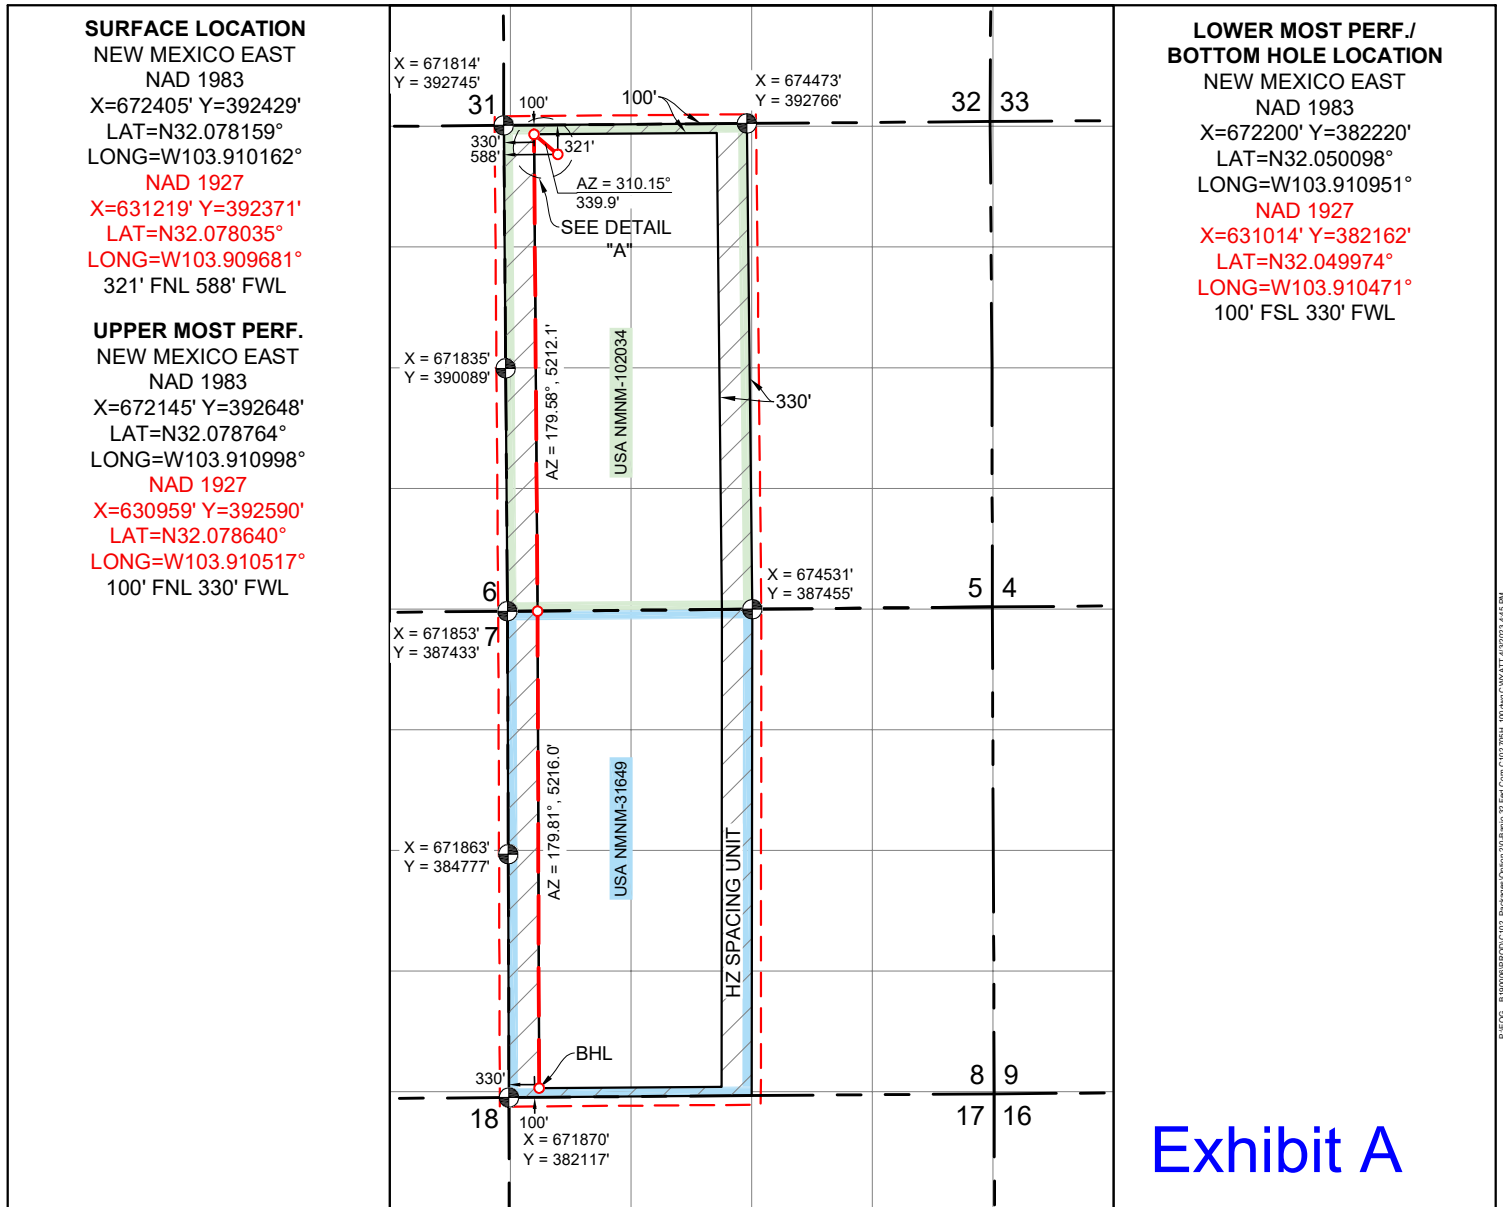 SURFACE LOCATION
NEW MEXICO EAST
NAD 1983
X=672405' Y=392429'
LAT=N32.078159°
LONG=W103.910162°
NAD 1927
X=631219' Y=392371'
LAT=N32.078035°
LONG=W103.909681°
321' FNL 588' FWL
UPPER MOST PERF.
NEW MEXICO EAST
NAD 1983
X=672145' Y=392648'
LAT=N32.078764°
LONG=W103.910998°
NAD 1927
X=630959' Y=392590'
LAT=N32.078640°
LONG=W103.910517°
100' FNL 330' FWL
X = 671814'
Y = 392745'
X = 674473'
Y = 392766'
31
100'
100'
32 33
330'
588'
321'
AZ = 310.15°
339.9'
SEE DETAIL
"A"
X = 671835'
Y = 390089'
AZ = 179.58°, 5212.1'
USA NMNM-102034
330'
X = 674531'
Y = 387455'
6
5 4
7
X = 671853'
Y = 387433'
AZ = 179.81°, 5216.0'
USA NMNM-31649
X = 671863'
Y = 384777'
HZ SPACING UNIT
BHL
330'
8 9
18
100'
17 16
X = 671870'
Y = 382117'
LOWER MOST PERF./
BOTTOM HOLE LOCATION
NEW MEXICO EAST
NAD 1983
X=672200' Y=382220'
LAT=N32.050098°
LONG=W103.910951°
NAD 1927
X=631014' Y=382162'
LAT=N32.049974°
LONG=W103.910471°
100' FSL 330' FWL
Exhibit A